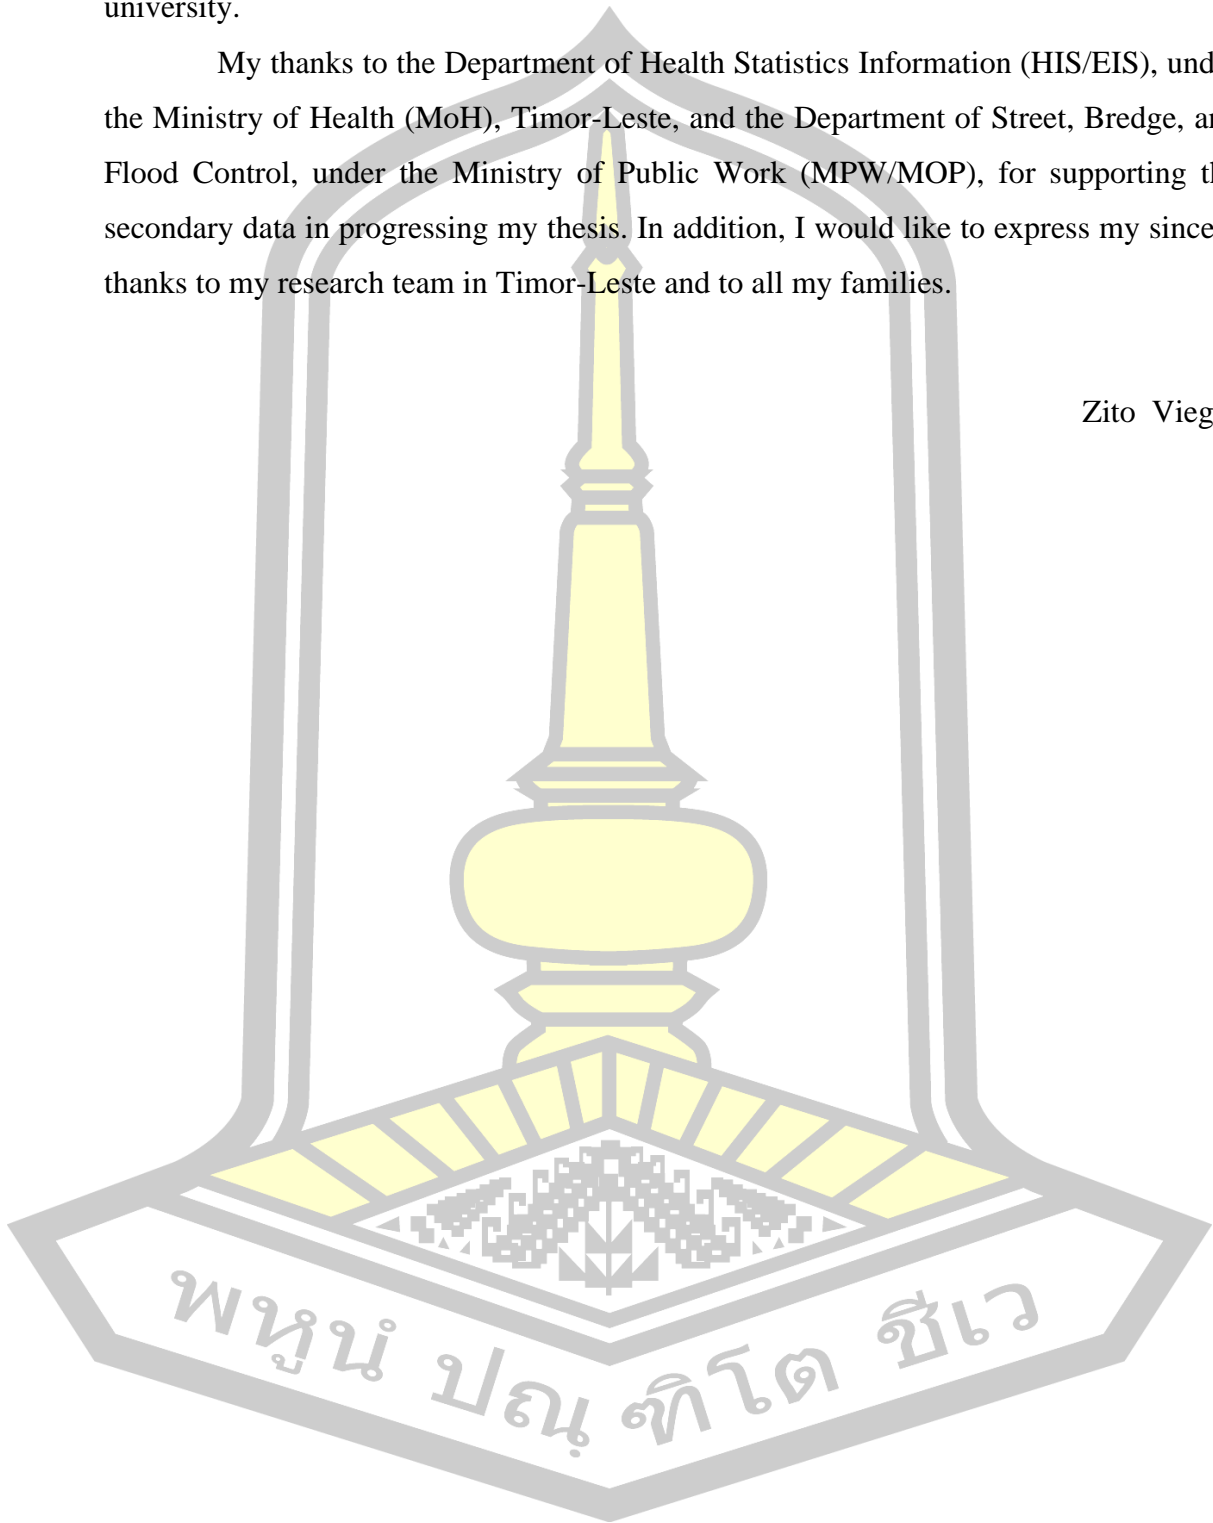 university.
My thanks to the Department of Health Statistics Information (HIS/EIS), und
the Ministry of Health (MoH), Timor-Leste, and the Department of Street, Bredge, an
Flood Control, under the Ministry of Public Work (MPW/MOP), for supporting th
secondary data in progressing my thesis. In addition, I would like to express my since
thanks to my research team in Timor-Leste and to all my families.
Zito Vieg
พหูนํ ปณฺฑิโต ชีเว